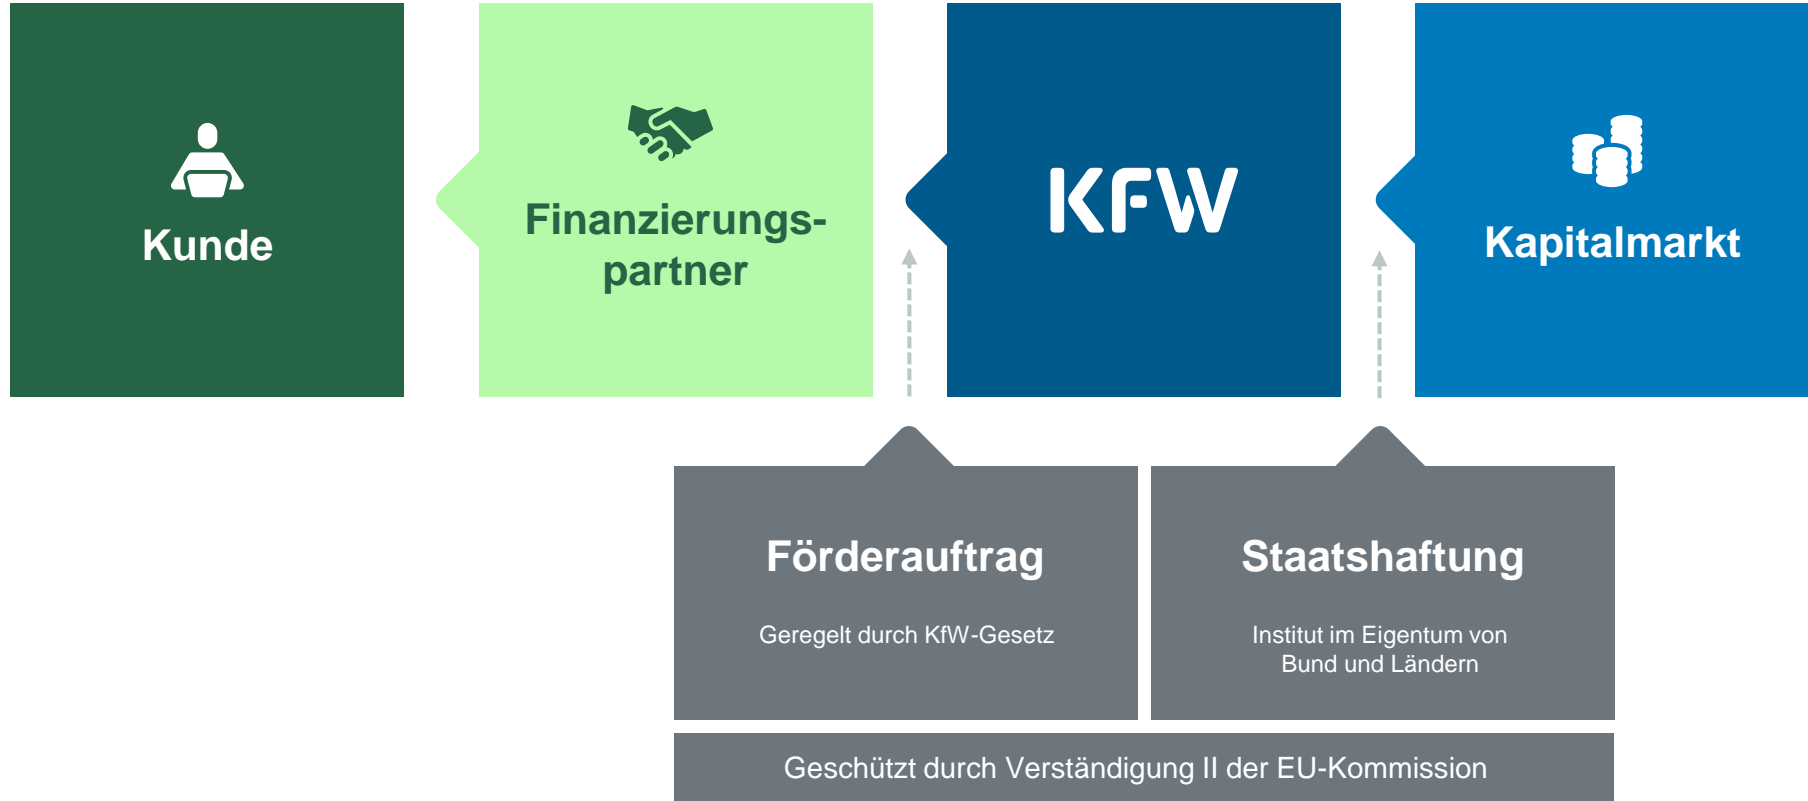 Kunde
Finanzierungs-
partner
KFW
Kapitalmarkt
Förderauftrag
Geregelt durch KfW-Gesetz
Staatshaftung
Institut im Eigentum von
Bund und Ländern
Geschützt durch Verständigung II der EU-Kommission